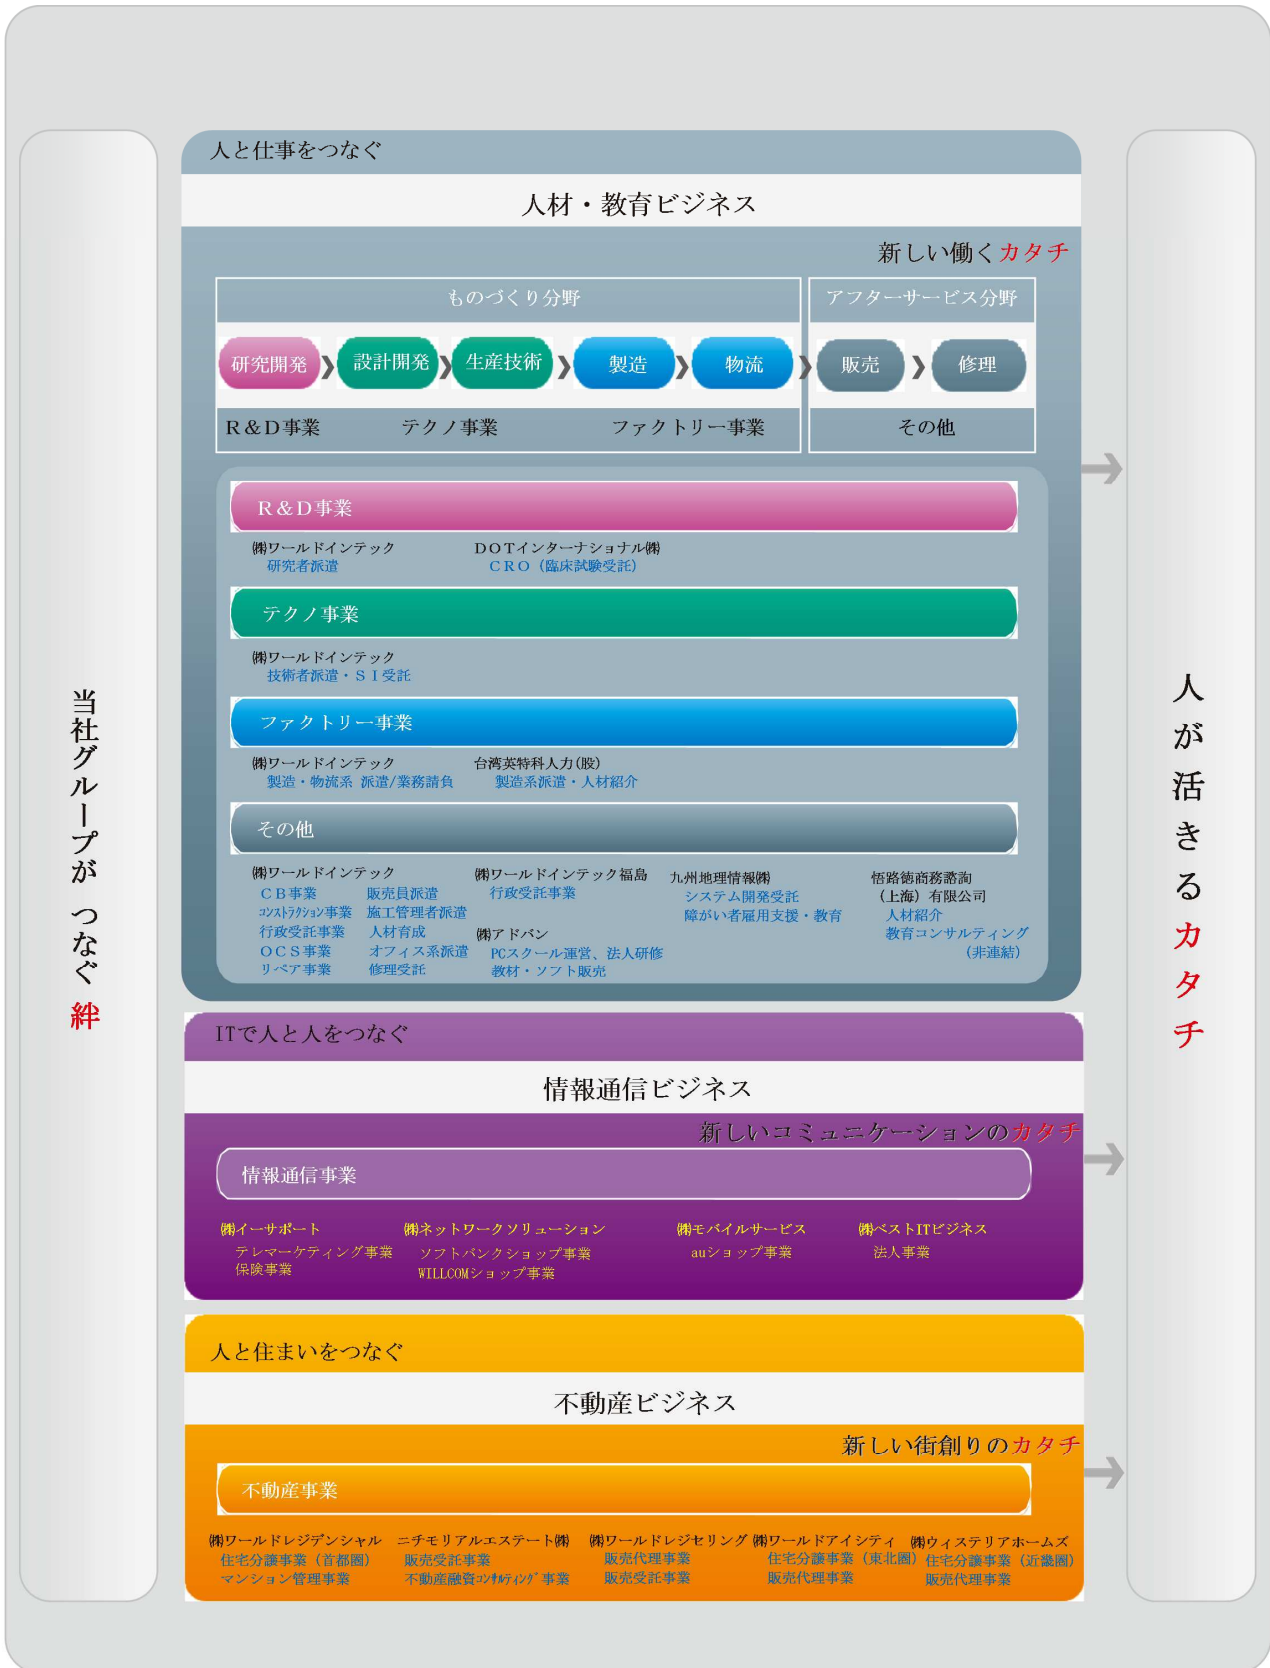 当社グループが つなぐ 絆
人と仕事をつなぐ
人材・教育ビジネス
新しい働くカタチ
ものづくり分野
アフターサービス分野
研究開発
設計開発
生産技術
製造
物流
販売
修理
R&D事業
テクノ事業
ファクトリー事業
その他
R&D事業
㈱ワールドインテック
研究者派遣
DOTインターナショナル㈱
CRO(臨床試験受託)
テクノ事業
㈱ワールドインテック
技術者派遣・SI受託
ファクトリー事業
㈱ワールドインテック
製造・物流系 派遣/業務請負
台湾英特科人力(股)
製造系派遣・人材紹介
その他
㈱ワールドインテック
CB事業 販売員派遣
コンストラクション事業 施工管理者派遣
行政受託事業 人材育成
OCS事業 オフィス系派遣
リペア事業 修理受託
㈱ワールドインテック福島
行政受託事業
㈱アドバン
PCスクール運営、法人研修
教材・ソフト販売
九州地理情報㈱
システム開発受託
障がい者雇用支援・教育
悟路徳商務諮詢
(上海)有限公司
人材紹介
教育コンサルティング
(非連結)
ITで人と人をつなぐ
情報通信ビジネス
新しいコミュニケーションのカタチ
情報通信事業
㈱イーサポート
テレマーケティング事業
保険事業
㈱ネットワークソリューション
ソフトバンクショップ事業
WILLCOMショップ事業
㈱モバイルサービス
auショップ事業
㈱ベストITビジネス
法人事業
人と住まいをつなぐ
不動産ビジネス
新しい街創りのカタチ
不動産事業
㈱ワールドレジデンシャル
住宅分譲事業(首都圏)
マンション管理事業
ニチモリアルエステート㈱
販売受託事業
不動産融資コンサルティング事業
㈱ワールドレジセリング
販売代理事業
販売受託事業
㈱ワールドアイシティ
住宅分譲事業(東北圏)
販売代理事業
㈱ウィステリアホームズ
住宅分譲事業(近畿圏)
販売代理事業
人が活きるカタチ